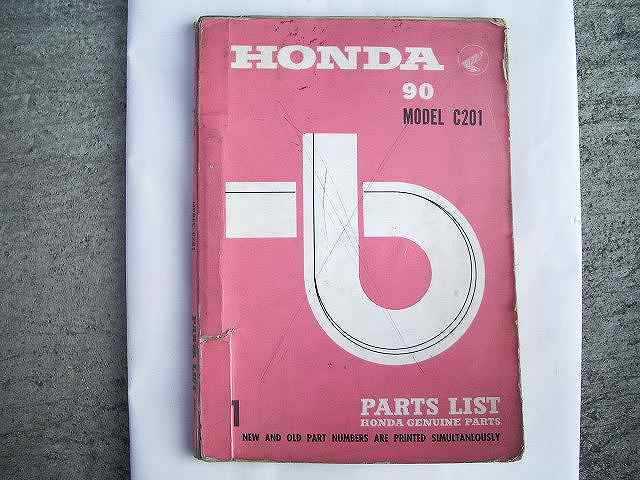 HONDA
90
MODEL C201
PARTS LIST
HONDA GENUINE PARTS
1
NEW AND OLD PART NUMBERS ARE PRINTED SIMULTANEOUSLY